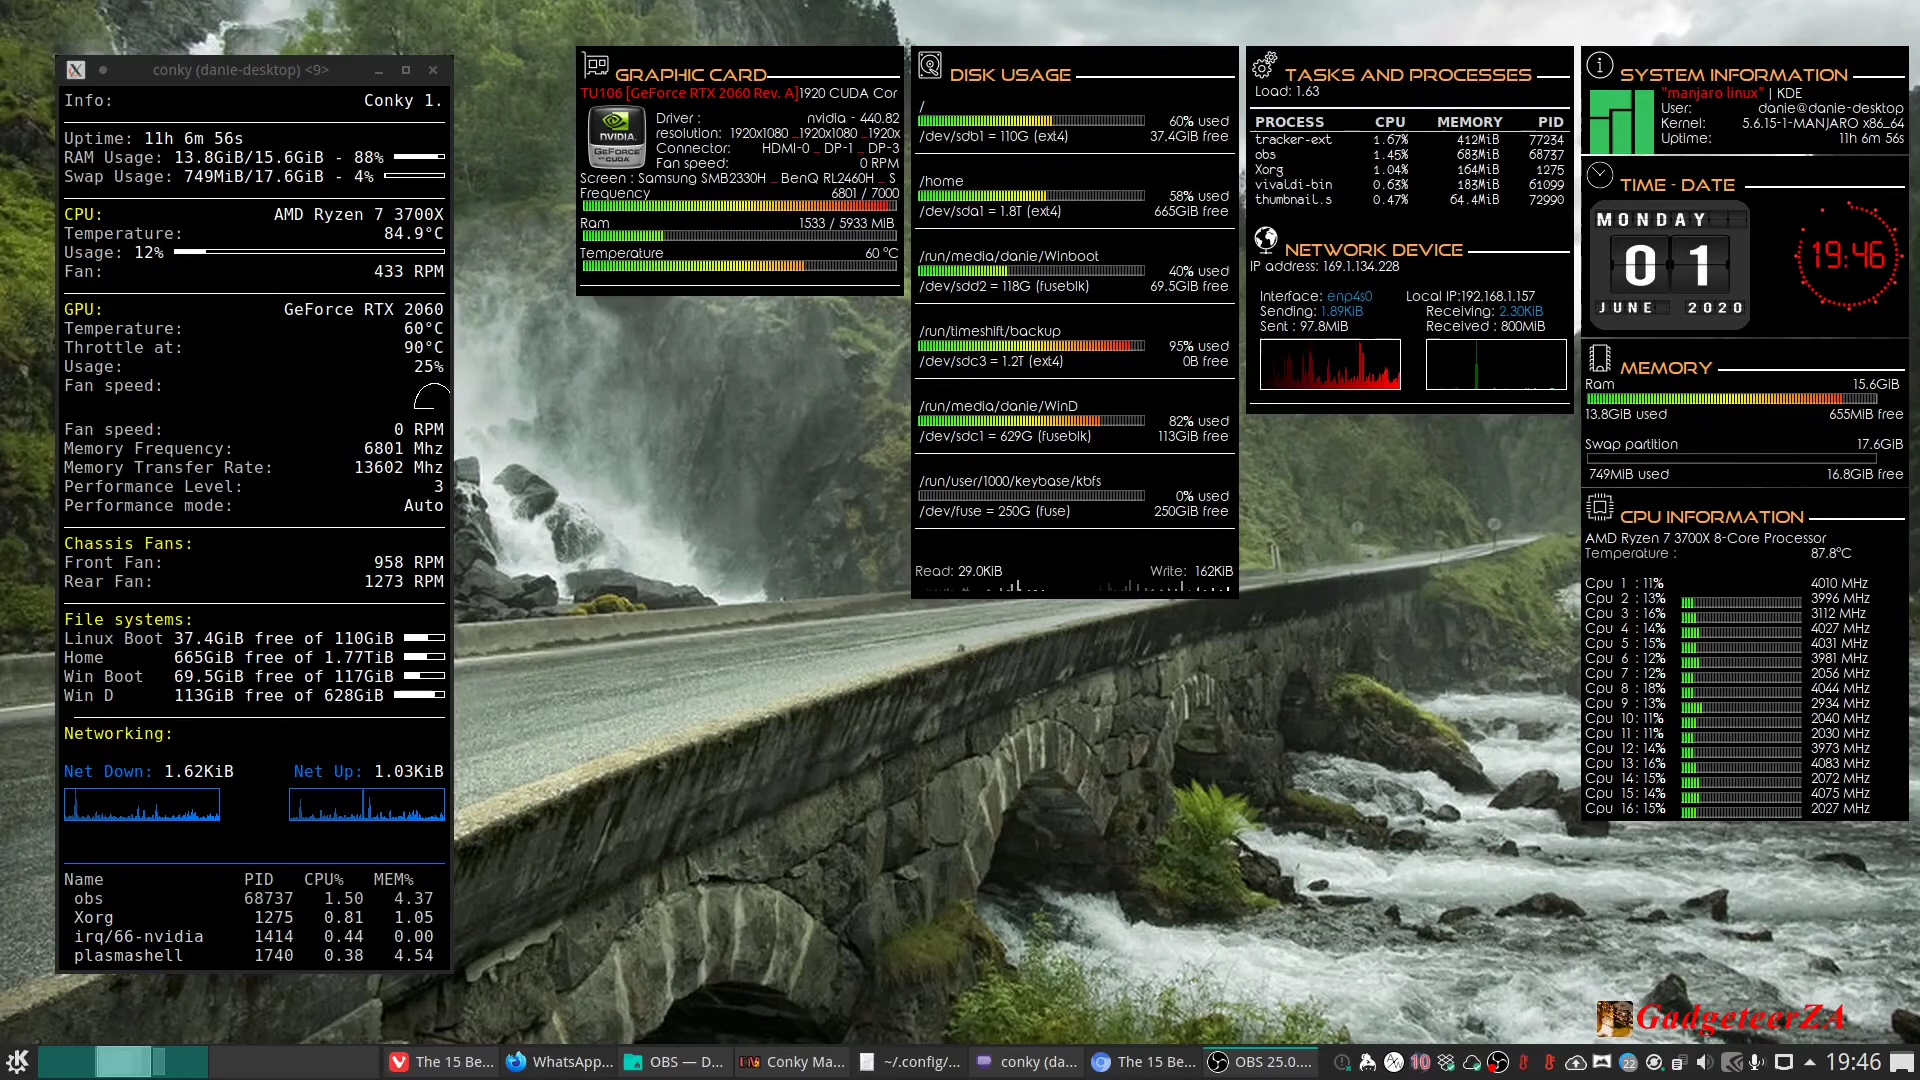 conky (danie-desktop) <9>
Info: Conky 1.
Uptime: 11h 6m 56s
RAM Usage: 13.8GiB/15.6GiB - 88%
Swap Usage: 749MiB/17.6GiB - 4%
CPU: AMD Ryzen 7 3700X
Temperature: 84.9°C
Usage: 12%
Fan: 433 RPM
GPU: GeForce RTX 2060
Temperature: 60°C
Throttle at: 90°C
Usage: 25%
Fan speed:
Fan speed: 0 RPM
Memory Frequency: 6801 Mhz
Memory Transfer Rate: 13602 Mhz
Performance Level: 3
Performance mode: Auto
Chassis Fans:
Front Fan: 958 RPM
Rear Fan: 1273 RPM
File systems:
Linux Boot 37.4GiB free of 110GiB
Home 665GiB free of 1.77TiB
Win Boot 69.5GiB free of 117GiB
Win D 113GiB free of 628GiB
Networking:
Net Down: 1.62KiB Net Up: 1.03KiB
Name PID CPU% MEM%
obs 68737 1.50 4.37
Xorg 1275 0.81 1.05
irq/66-nvidia 1414 0.44 0.00
plasmashell 1740 0.38 4.54
GRAPHIC CARD
TU106 [GeForce RTX 2060 Rev. A]1920 CUDA Cor
NVIDIA.
GEFORCE
CUDA
Driver : nvidia - 440.82
resolution: 1920x1080 _1920x1080 _1920x
Connector: HDMI-0 _ DP-1 _ DP-3
Fan speed: 0 RPM
Screen : Samsung SMB2330H _ BenQ RL2460H _ S
Frequency 6801 / 7000
Ram 1533 / 5933 MiB
Temperature 60 °C
DISK USAGE
/
60% used
/dev/sdb1 = 110G (ext4) 37.4GiB free
/home
58% used
/dev/sda1 = 1.8T (ext4) 665GiB free
/run/media/danie/Winboot
40% used
/dev/sdd2 = 118G (fuseblk) 69.5GiB free
/run/timeshift/backup
95% used
/dev/sdc3 = 1.2T (ext4) 0B free
/run/media/danie/WinD
82% used
/dev/sdc1 = 629G (fuseblk) 113GiB free
/run/user/1000/keybase/kbfs
0% used
/dev/fuse = 250G (fuse) 250GiB free
Read: 29.0KiB Write: 162KiB
TASKS AND PROCESSES
Load: 1.63
PROCESS CPU MEMORY PID
tracker-ext 1.67% 412MiB 77234
obs 1.45% 683MiB 68737
Xorg 1.04% 164MiB 1275
vivaldi-bin 0.63% 183MiB 61099
thumbnail.s 0.47% 64.4MiB 72990
NETWORK DEVICE
IP address: 169.1.134.228
Interface: enp4s0 Local IP:192.168.1.157
Sending: 1.89KiB Receiving: 2.30KiB
Sent : 97.8MiB Received : 800MiB
SYSTEM INFORMATION
"manjaro linux" | KDE
User: danie@danie-desktop
Kernel: 5.6.15-1-MANJARO x86_64
Uptime: 11h 6m 56s
TIME - DATE
MONDAY
01
JUNE 2020
19:46
MEMORY
Ram 15.6GiB
13.8GiB used 655MiB free
Swap partition 17.6GiB
749MiB used 16.8GiB free
CPU INFORMATION
AMD Ryzen 7 3700X 8-Core Processor
Temperature : 87.8°C
Cpu 1 : 11% 4010 MHz
Cpu 2 : 13% 3996 MHz
Cpu 3 : 16% 3112 MHz
Cpu 4 : 14% 4027 MHz
Cpu 5 : 15% 4031 MHz
Cpu 6 : 12% 3981 MHz
Cpu 7 : 12% 2056 MHz
Cpu 8 : 18% 4044 MHz
Cpu 9 : 13% 2934 MHz
Cpu 10: 11% 2040 MHz
Cpu 11: 11% 2030 MHz
Cpu 12: 14% 3973 MHz
Cpu 13: 16% 4083 MHz
Cpu 14: 15% 2072 MHz
Cpu 15: 14% 4075 MHz
Cpu 16: 15% 2027 MHz
GadgeteerZA
The 15 Be... WhatsApp... OBS — D... Conky Ma... ~/.config/... conky (da... The 15 Be... OBS 25.0.... 10 22 19:46